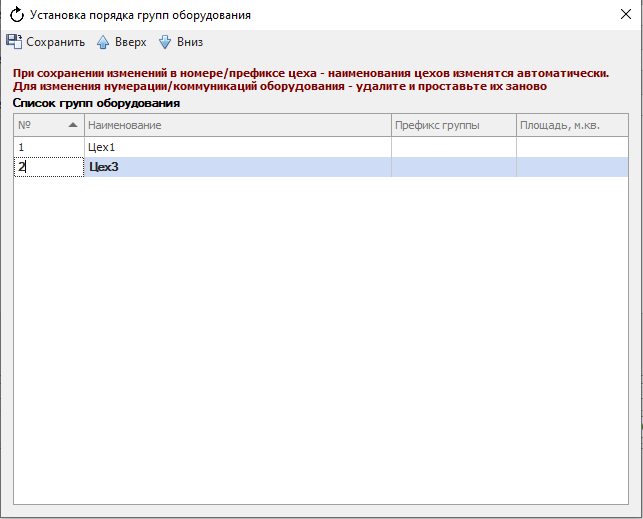 Установка порядка групп оборудования
Сохранить Вверх Вниз
При сохранении изменений в номере/префиксе цеха - наименования цехов изменятся автоматически.
Для изменения нумерации/коммуникаций оборудования - удалите и проставьте их заново
Список групп оборудования
№ Наименование Префикс группы Площадь, м.кв.
1 Цех1
2 Цех3